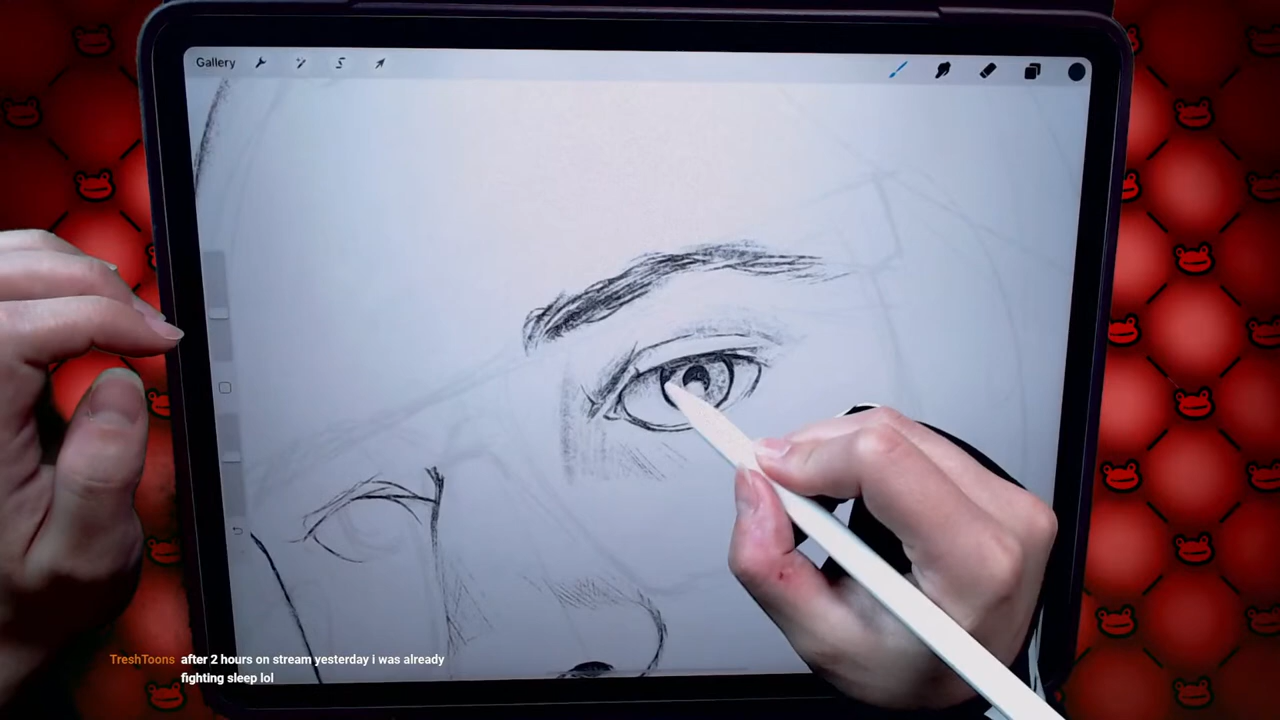 Gallery
TreshToons after 2 hours on stream yesterday i was already
fighting sleep lol